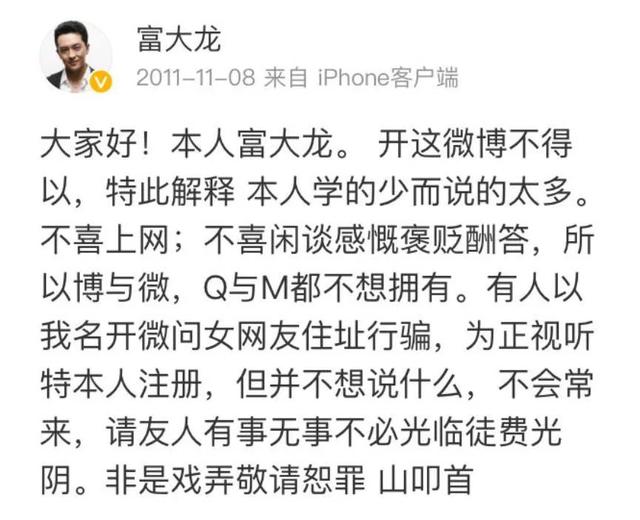 富大龙
2011-11-08 来自 iPhone客户端
大家好！本人富大龙。 开这微博不得
以，特此解释 本人学的少而说的太多。
不喜上网；不喜闲谈感慨褒贬酬答，所
以博与微，Q与M都不想拥有。有人以
我名开微问女网友住址行骗，为正视听
特本人注册，但并不想说什么，不会常
来，请友人有事无事不必光临徒费光
阴。非是戏弄敬请恕罪 山叩首